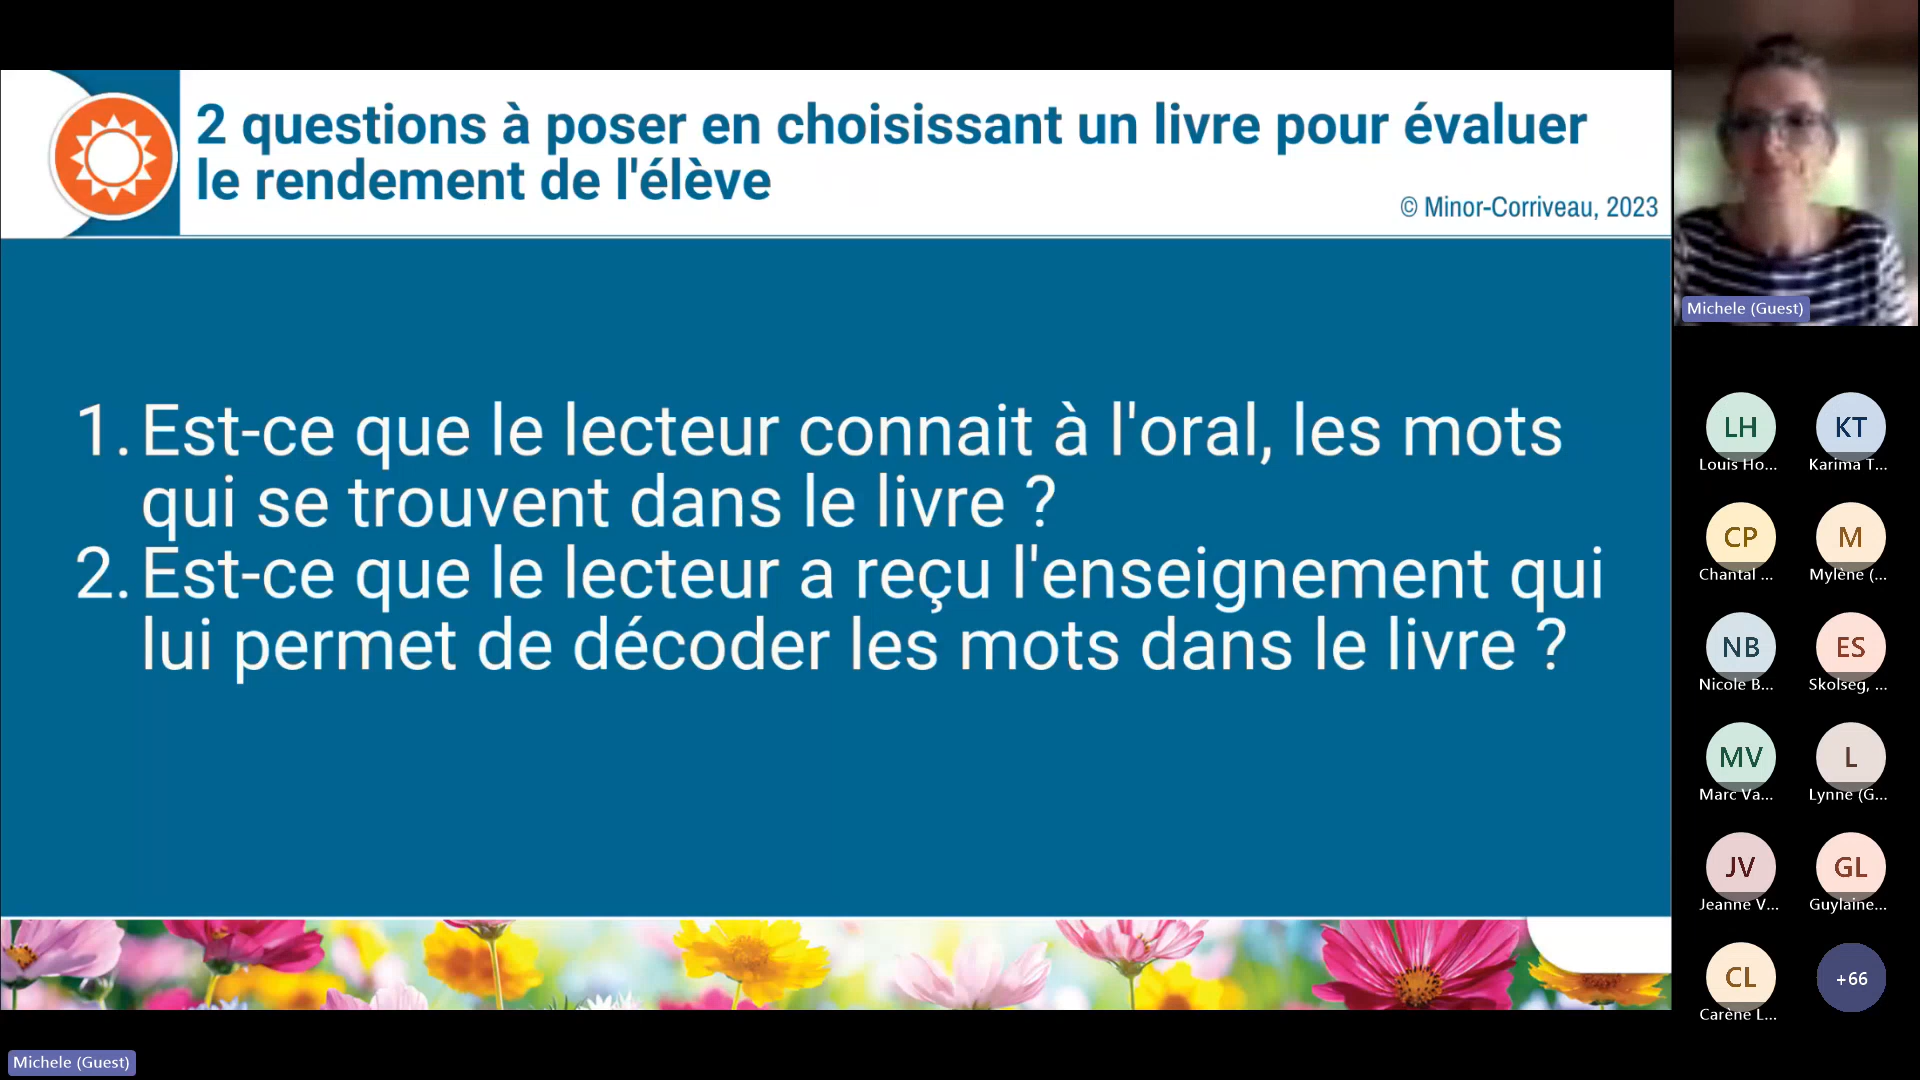 2 questions à poser en choisissant un livre pour évaluer
le rendement de l'élève
© Minor-Corriveau, 2023
1. Est-ce que le lecteur connait à l'oral, les mots
qui se trouvent dans le livre ?
2. Est-ce que le lecteur a reçu l'enseignement qui
lui permet de décoder les mots dans le livre ?
Michele (Guest)
LH KT
Louis Ho... Karima T...
CP M
Chantal ... Mylène (...
NB ES
Nicole B... Skolseg, ...
MV L
Marc Va... Lynne (G...
JV GL
Jeanne V... Guylaine...
CL +66
Carène L...
Michele (Guest)